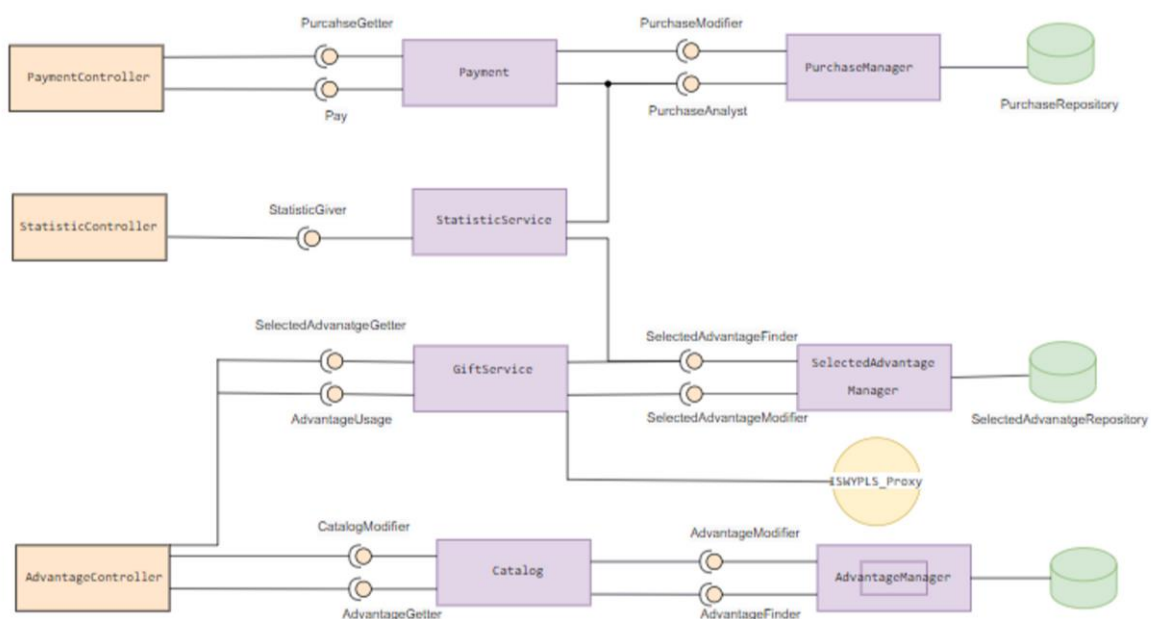 PurcahseGetter
PurchaseModifier
PaymentController
Payment
PurchaseManager
Pay
PurchaseAnalyst
PurchaseRepository
StatisticGiver
StatisticController
StatisticService
SelectedAdvanatgeGetter
SelectedAdvantageFinder
GiftService
SelectedAdvantage
Manager
AdvantageUsage
SelectedAdvantageModifier
SelectedAdvanatgeRepository
ISWYPLS_Proxy
CatalogModifier
AdvantageModifier
AdvantageController
Catalog
AdvantageManager
AdvantageGetter
AdvantageFinder